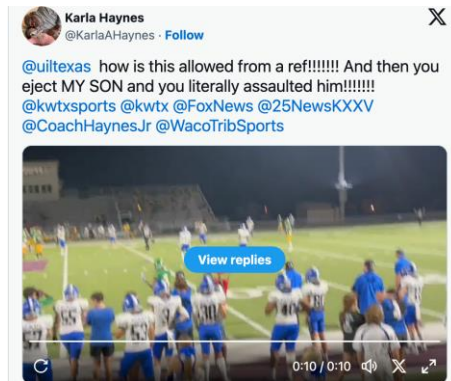 Karla Haynes
@KarlaAHaynes · Follow
@uiltexas how is this allowed from a ref!!!!!!! And then you
eject MY SON and you literally assaulted him!!!!!!!
@kwtxsports @kwtx @FoxNews @25NewsKXXV
@CoachHaynesJr @WacoTribSports
View replies
55
53
30
0:10 / 0:10